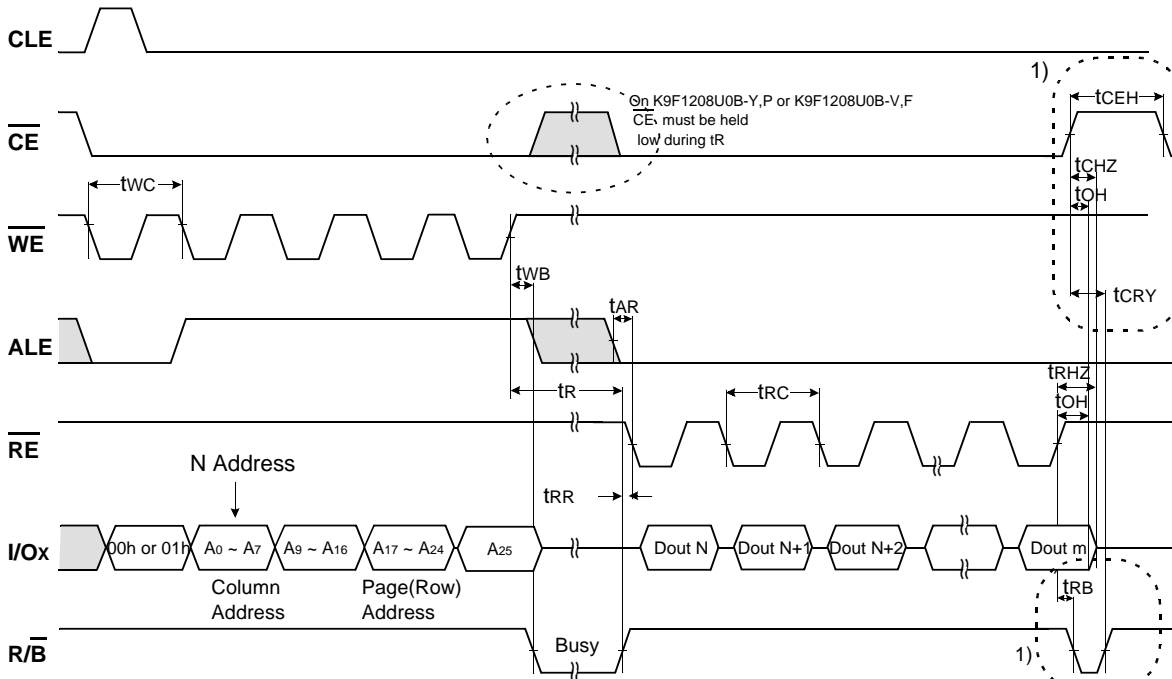 CLE
1)
tCEH
On K9F1208U0B-Y,P or K9F1208U0B-V,F
CE must be held
low during tR
CE
tCHZ
tOH
tWC
WE
tWB
tCRY
tAR
ALE
tRHZ
tR
tRC
tOH
RE
N Address
tRR
I/Ox
00h or 01h
A0 ~ A7
A9 ~ A16
A17 ~ A24
A25
Dout N
Dout N+1
Dout N+2
Dout m
Column
Address
Page(Row)
Address
tRB
R/B
Busy
1)